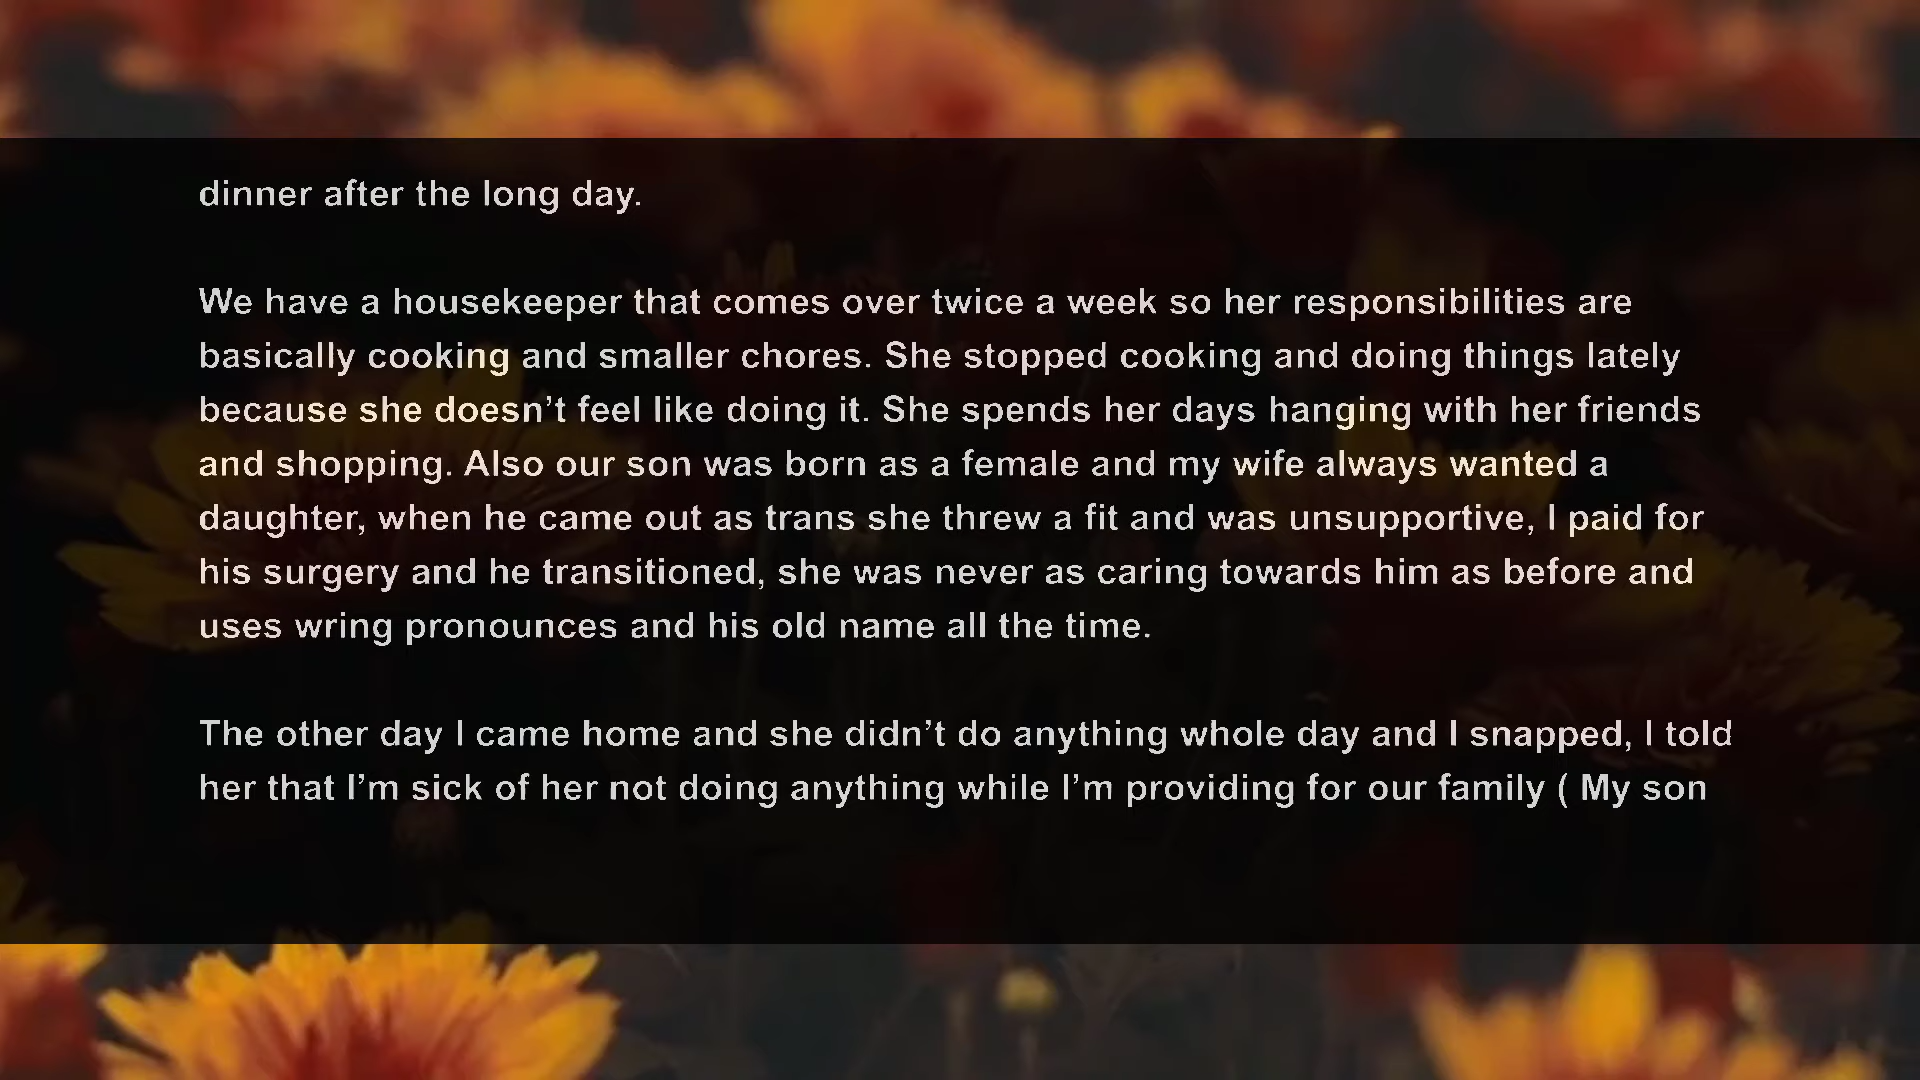 dinner after the long day.
We have a housekeeper that comes over twice a week so her responsibilities are
basically cooking and smaller chores. She stopped cooking and doing things lately
because she doesn’t feel like doing it. She spends her days hanging with her friends
and shopping. Also our son was born as a female and my wife always wanted a
daughter, when he came out as trans she threw a fit and was unsupportive, I paid for
his surgery and he transitioned, she was never as caring towards him as before and
uses wring pronounces and his old name all the time.
The other day I came home and she didn’t do anything whole day and I snapped, I told
her that I’m sick of her not doing anything while I’m providing for our family ( My son